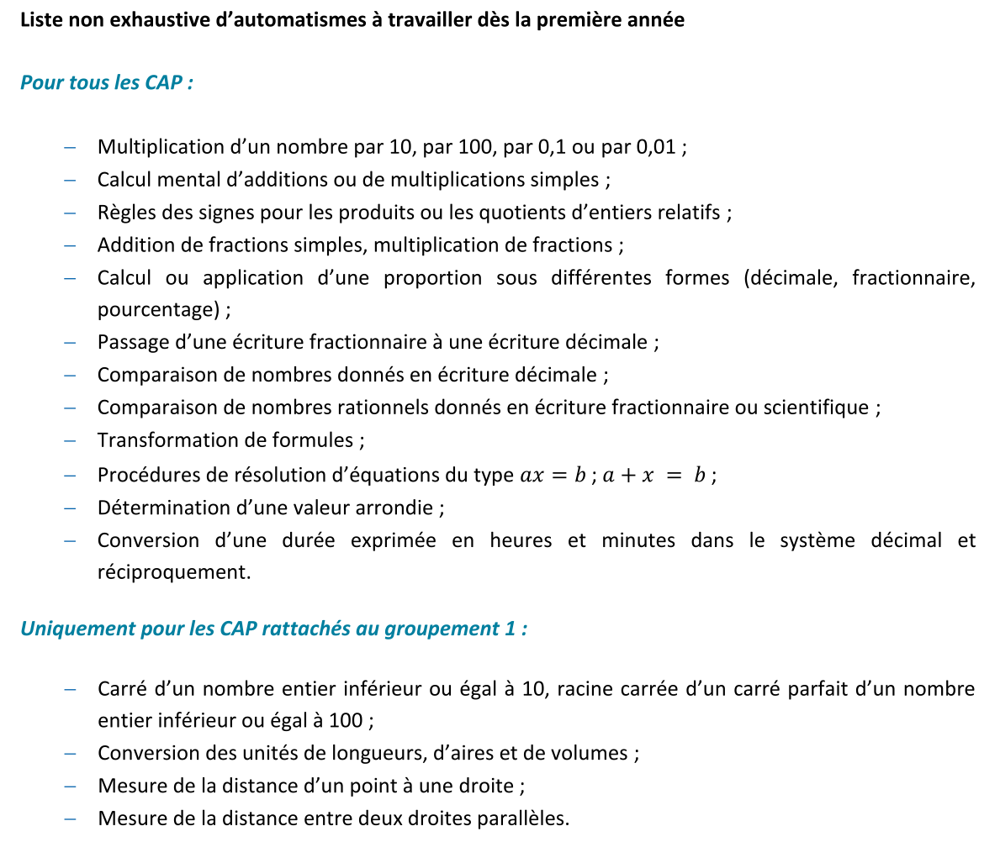 Liste non exhaustive d’automatismes à travailler dès la première année
Pour tous les CAP :
– Multiplication d’un nombre par 10, par 100, par 0,1 ou par 0,01 ;
– Calcul mental d’additions ou de multiplications simples ;
– Règles des signes pour les produits ou les quotients d’entiers relatifs ;
– Addition de fractions simples, multiplication de fractions ;
– Calcul ou application d’une proportion sous différentes formes (décimale, fractionnaire,
pourcentage) ;
– Passage d’une écriture fractionnaire à une écriture décimale ;
– Comparaison de nombres donnés en écriture décimale ;
– Comparaison de nombres rationnels donnés en écriture fractionnaire ou scientifique ;
– Transformation de formules ;
– Procédures de résolution d’équations du type 𝑎𝑥 = 𝑏 ; 𝑎 + 𝑥 = 𝑏 ;
– Détermination d’une valeur arrondie ;
– Conversion d’une durée exprimée en heures et minutes dans le système décimal et
réciproquement.
Uniquement pour les CAP rattachés au groupement 1 :
– Carré d’un nombre entier inférieur ou égal à 10, racine carrée d’un carré parfait d’un nombre
entier inférieur ou égal à 100 ;
– Conversion des unités de longueurs, d’aires et de volumes ;
– Mesure de la distance d’un point à une droite ;
– Mesure de la distance entre deux droites parallèles.